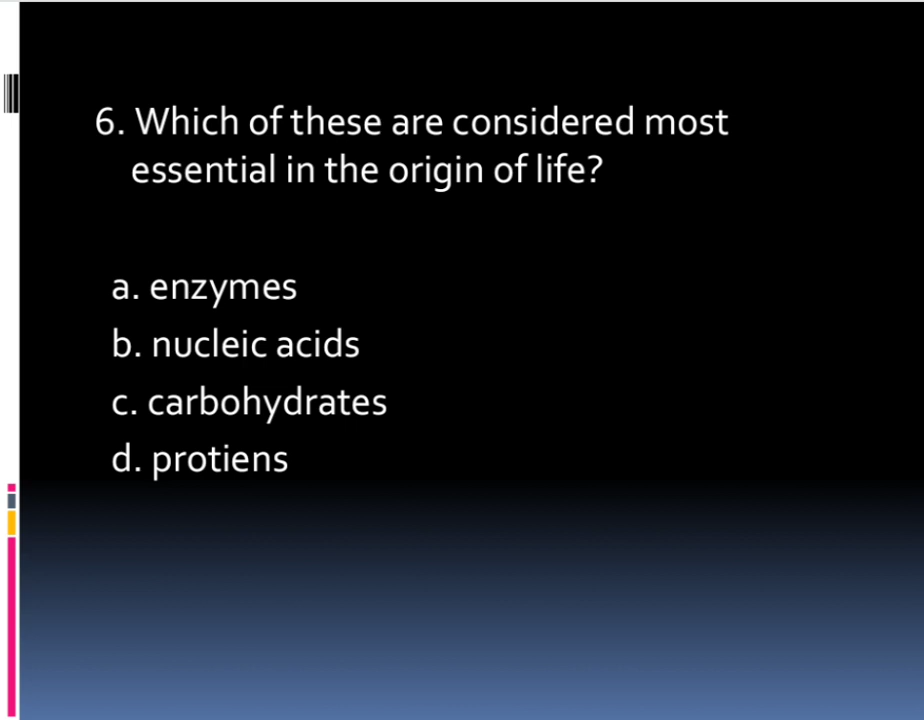 6. Which of these are considered most
essential in the origin of life?
a. enzymes
b. nucleic acids
c. carbohydrates
d. protiens